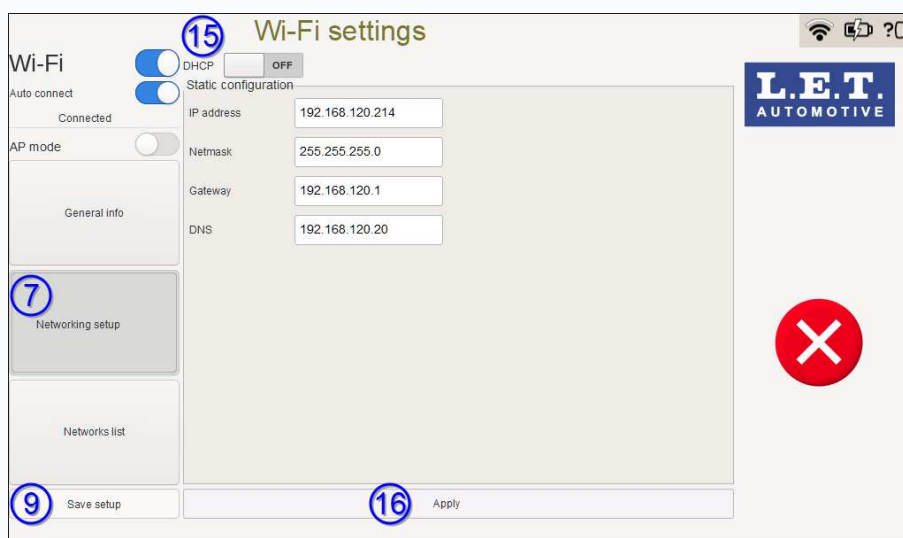 15
Wi-Fi settings
?
Wi-Fi
DHCP
OFF
Auto connect
Static configuration
L.E.T.
AUTOMOTIVE
Connected
IP address
192.168.120.214
AP mode
Netmask
255.255.255.0
Gateway
192.168.120.1
General info
DNS
192.168.120.20
7
Networking setup
Networks list
9
Save setup
16
Apply